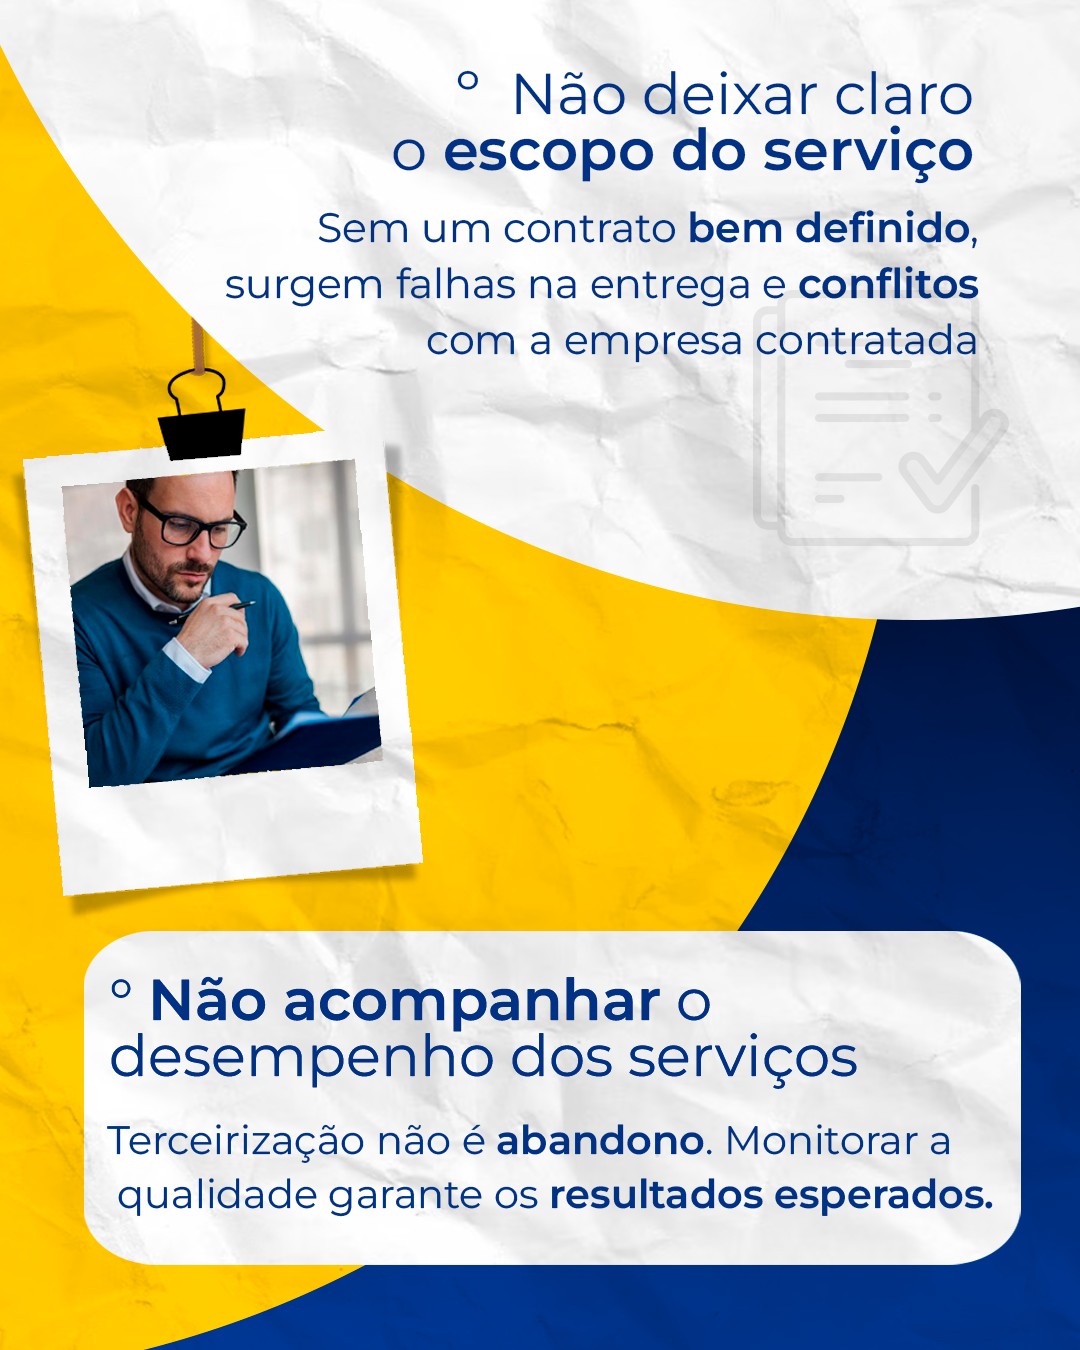 ° Não deixar claro
o escopo do serviço
Sem um contrato bem definido,
surgem falhas na entrega e conflitos
com a empresa contratada
° Não acompanhar o
desempenho dos serviços
Terceirização não é abandono. Monitorar a
qualidade garante os resultados esperados.